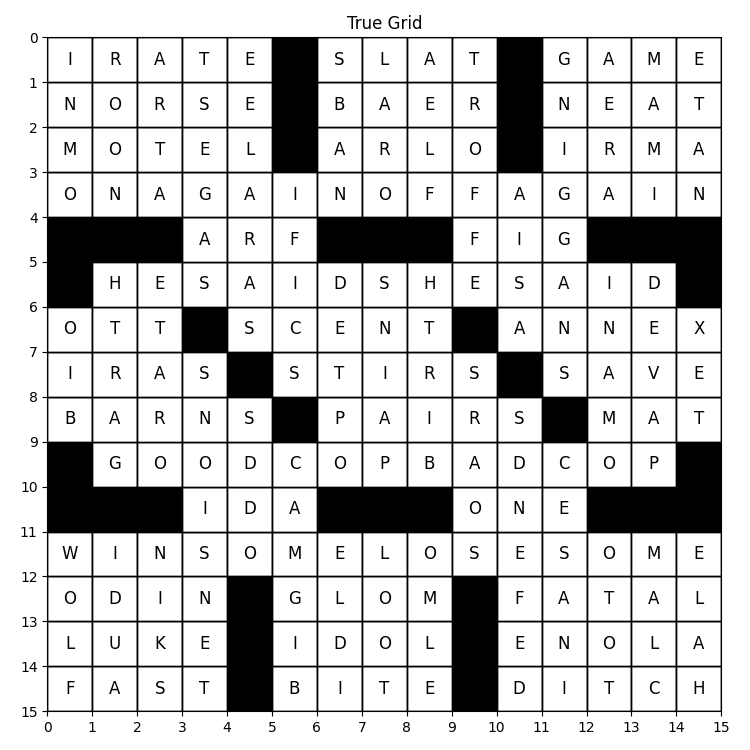 True Grid
0
I R A T E S L A T G A M E
1
N O R S E B A E R N E A T
2
M O T E L A R L O I R M A
3
O N A G A I N O F F A G A I N
4
A R F F I G
5
H E S A I D S H E S A I D
6
O T T S C E N T A N N E X
7
I R A S S T I R S S A V E
8
B A R N S P A I R S M A T
9
G O O D C O P B A D C O P
10
I D A O N E
11
W I N S O M E L O S E S O M E
12
O D I N G L O M F A T A L
13
L U K E I D O L E N O L A
14
F A S T B I T E D I T C H
15
0 1 2 3 4 5 6 7 8 9 10 11 12 13 14 15